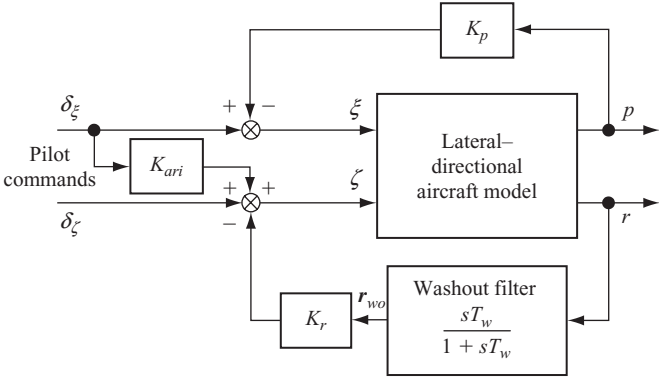 K_p
δ_ξ
+ −
ξ
p
Pilot
commands
K_ari
Lateral–
directional
aircraft model
+ +
ζ
−
δ_ζ
r
K_r
r_wo
Washout filter
sT_w
1 + sT_w